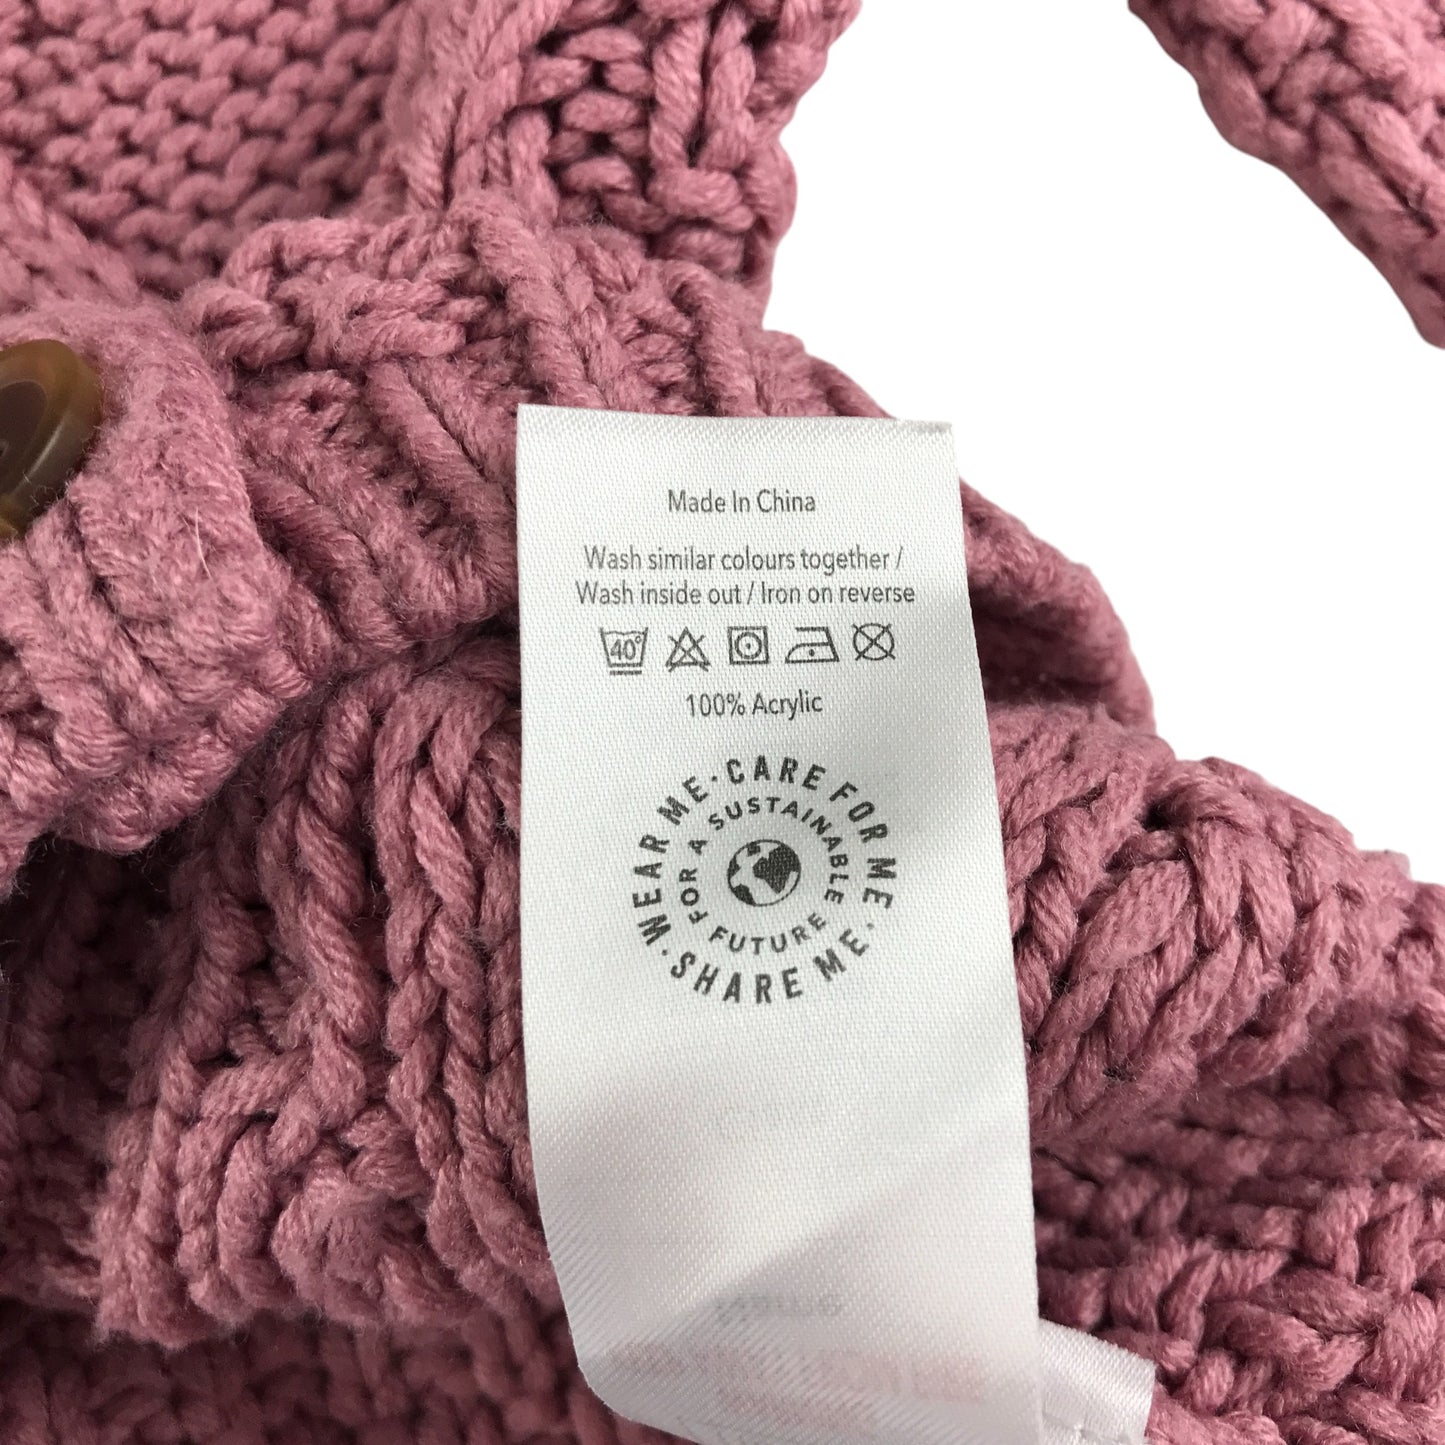 Made In China
Wash similar colours together /
Wash inside out / Iron on reverse
40°
100% Acrylic
WEAR ME · CARE FOR ME · SHARE ME ·
FOR A SUSTAINABLE FUTURE